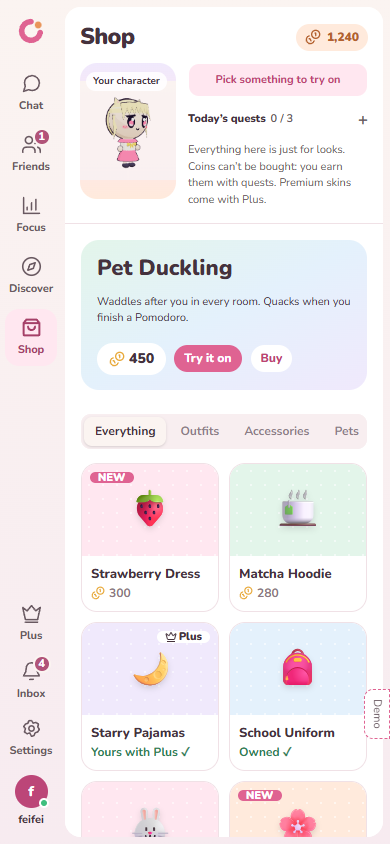 Shop
1,240
Your character
Pick something to try on
Today's quests 0 / 3 +
Everything here is just for looks.
Coins can't be bought: you earn
them with quests. Premium skins
come with Plus.
Chat
1
Friends
Focus
Discover
Shop
Pet Duckling
Waddles after you in every room. Quacks when you
finish a Pomodoro.
450 Try it on Buy
Everything Outfits Accessories Pets
NEW
Strawberry Dress
300
Matcha Hoodie
280
Plus
Starry Pajamas
Yours with Plus ✓
School Uniform
Owned ✓
NEW
Plus
4
Inbox
Settings
f
feifei
Demo